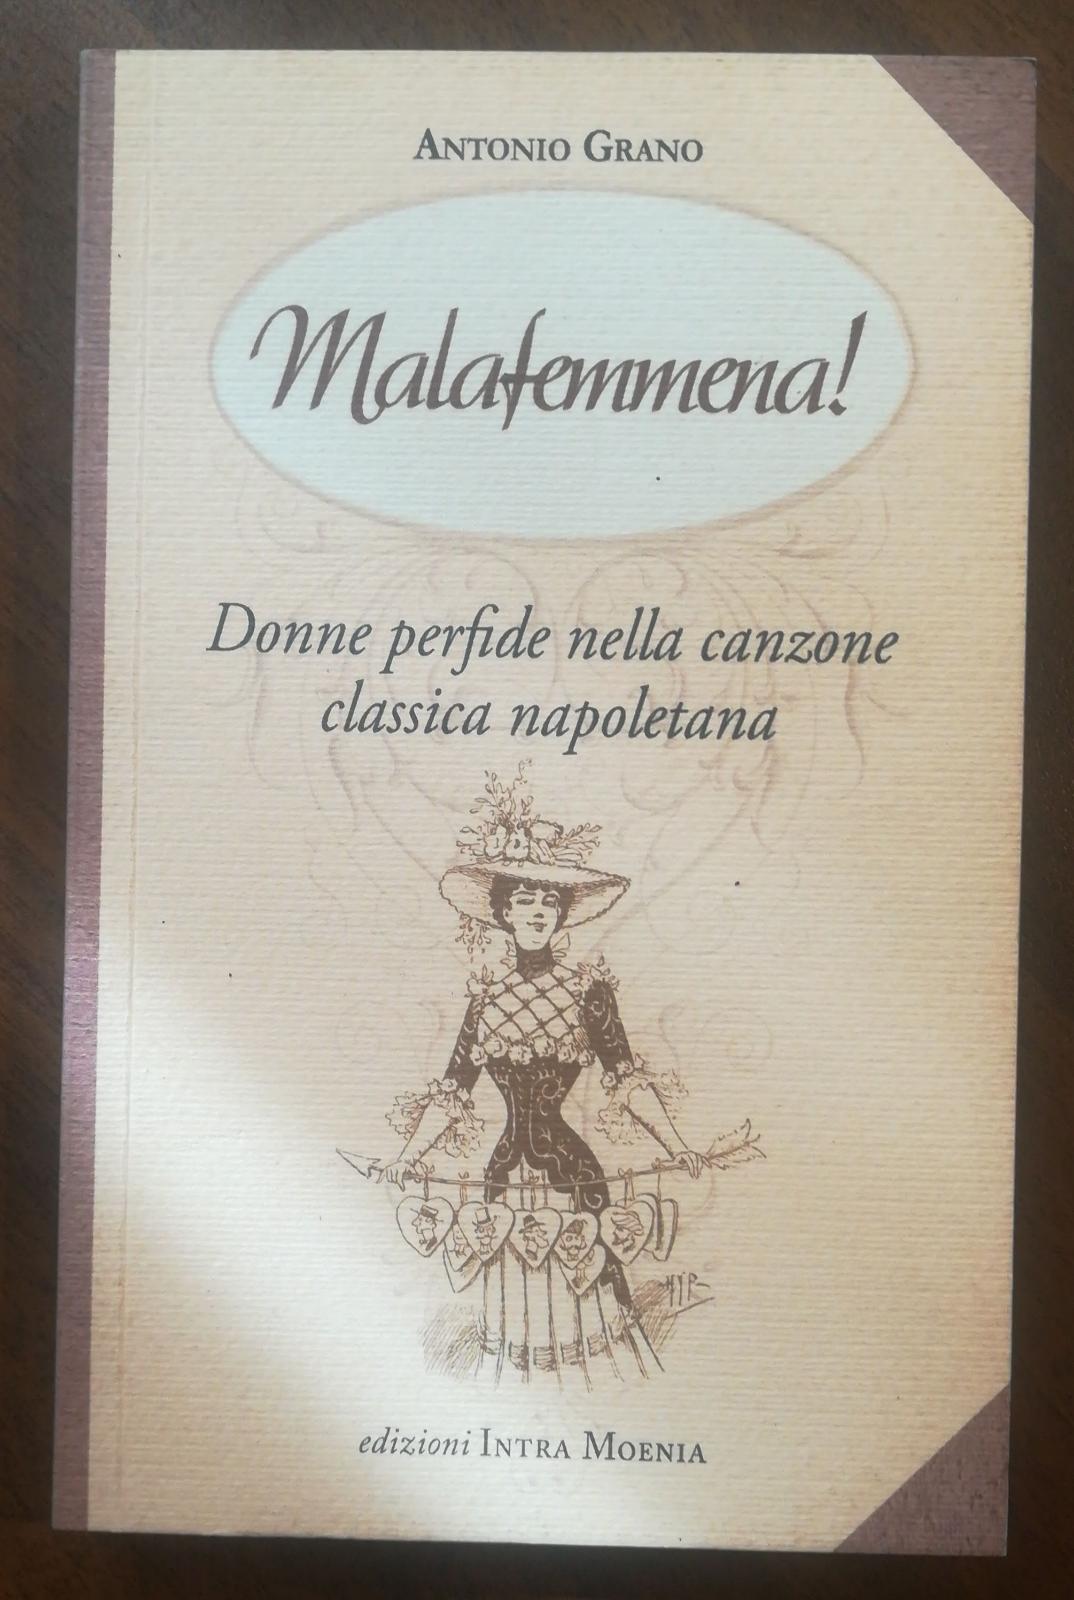 ANTONIO GRANO
Malafemmena!
Donne perfide nella canzone
classica napoletana
edizioni INTRA MOENIA